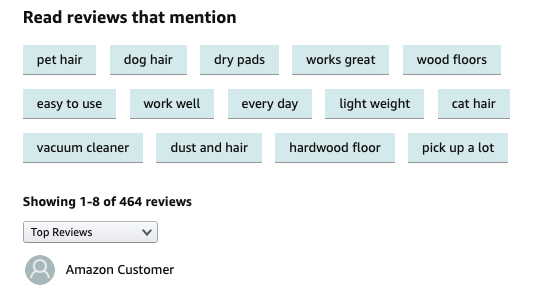 Read reviews that mention
pet hair dog hair dry pads works great wood floors
easy to use work well every day light weight cat hair
vacuum cleaner dust and hair hardwood floor pick up a lot
Showing 1-8 of 464 reviews
Top Reviews
Amazon Customer